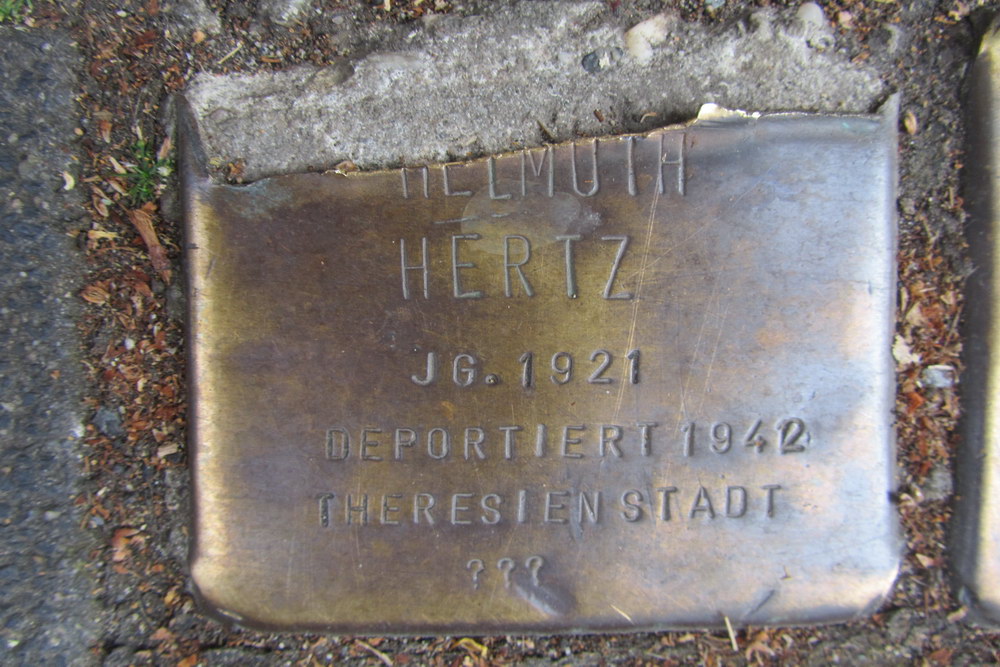 HELMUTH
HERTZ
JG. 1921
DEPORTIERT 1942
THERESIENSTADT
???